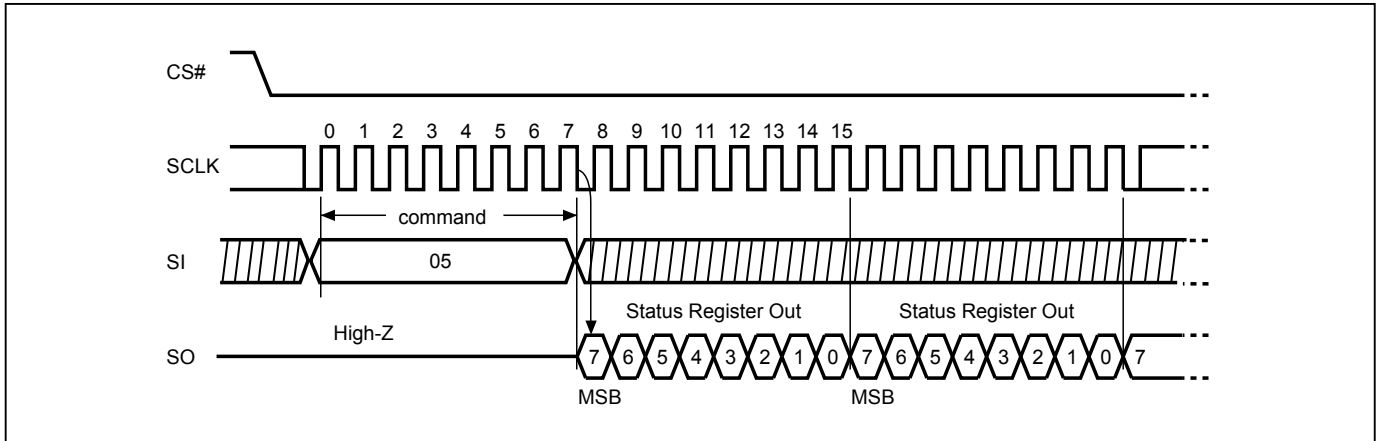 CS#
0 1 2 3 4 5 6 7 8 9 10 11 12 13 14 15
SCLK
command
SI
05
Status Register Out Status Register Out
High-Z
SO
7 6 5 4 3 2 1 0 7 6 5 4 3 2 1 0 7
MSB MSB